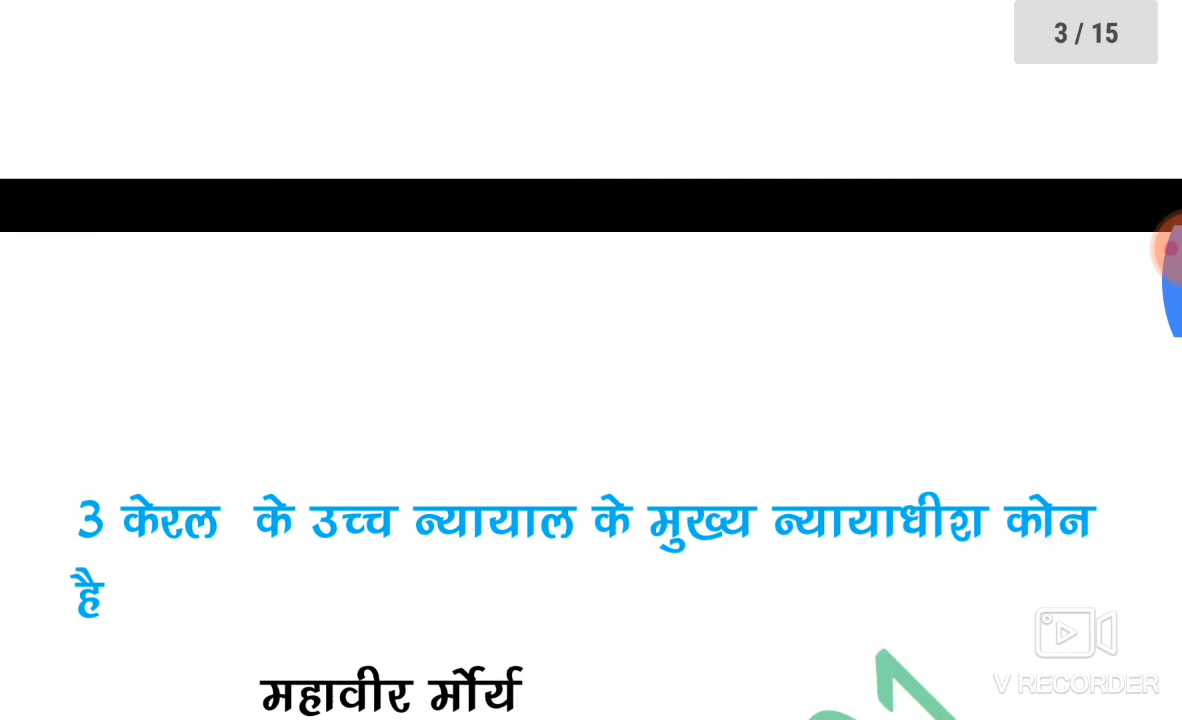 3 / 15
3 केरल के उच्च न्यायाल के मुख्य न्यायाधीश कोन
है
महावीर मोर्य
V RECORDER